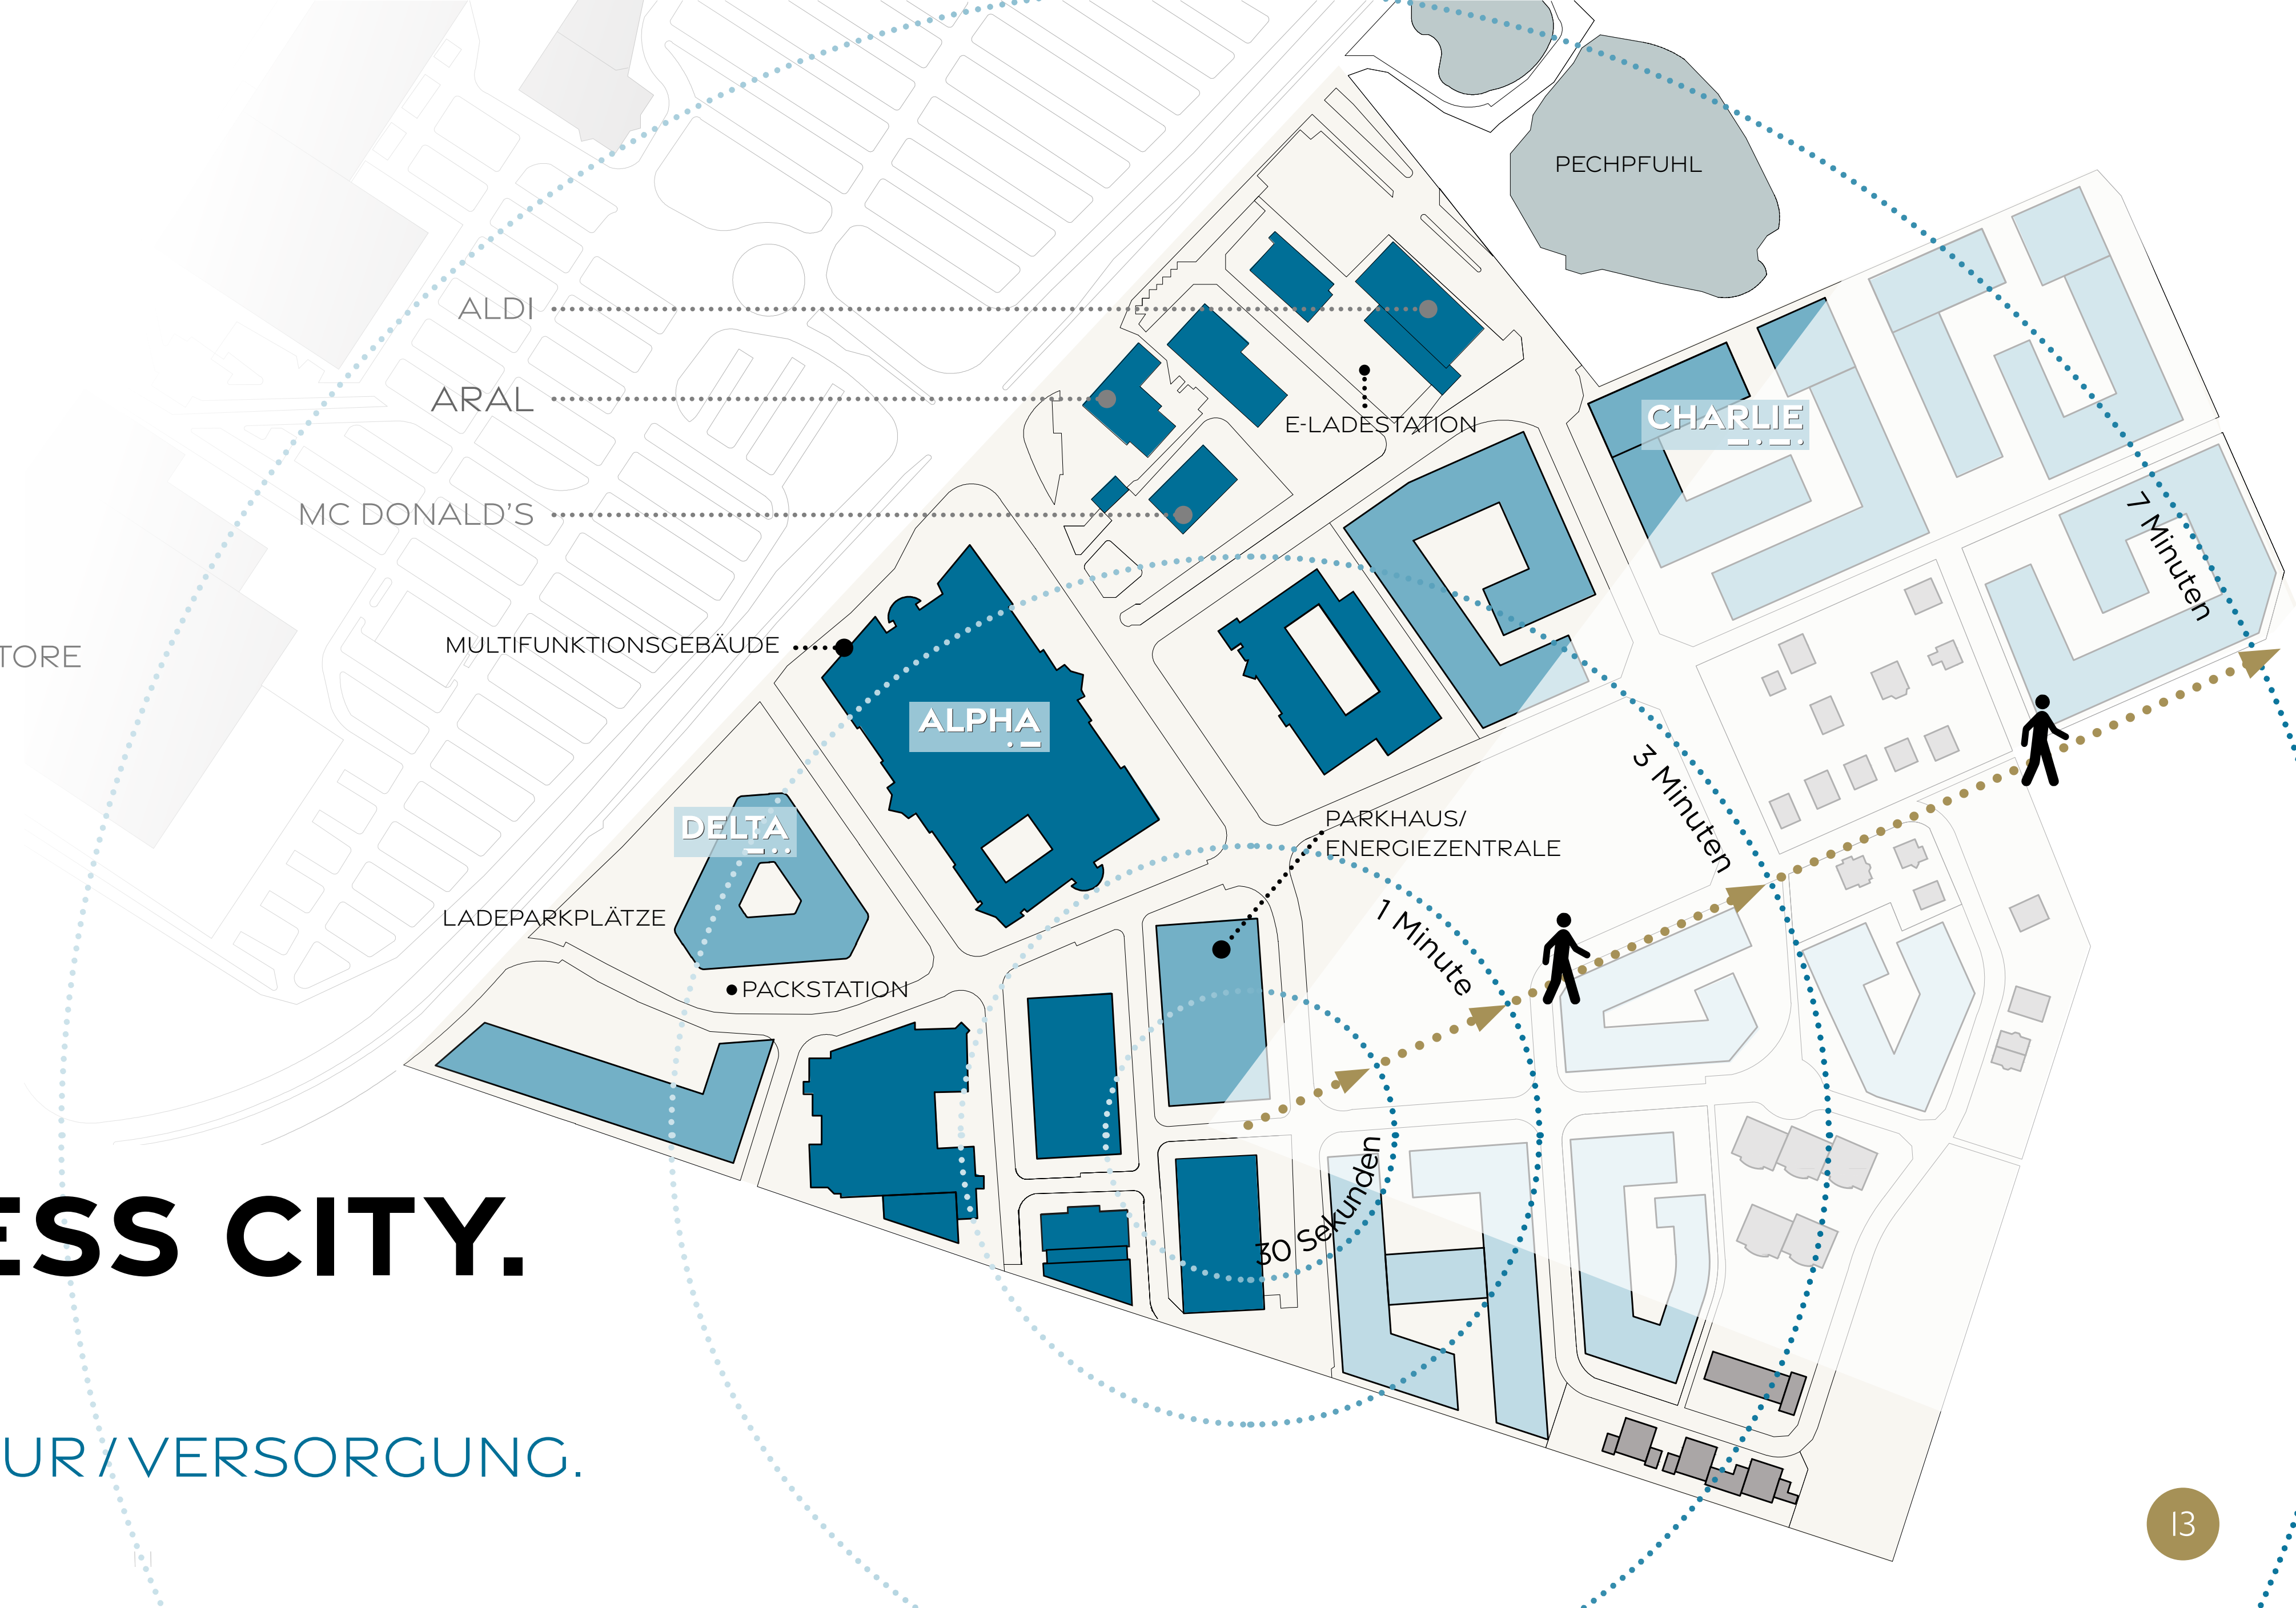 PECHPFUHL
ALDI
ARAL
MC DONALD'S
E-LADESTATION
CHARLIE
7 Minuten
TORE
MULTIFUNKTIONSGEBÄUDE
ALPHA
3 Minuten
DELTA
PARKHAUS/
ENERGIEZENTRALE
LADEPARKPLÄTZE
1 Minute
PACKSTATION
30 Sekunden
ESS CITY.
UR/VERSORGUNG.
13